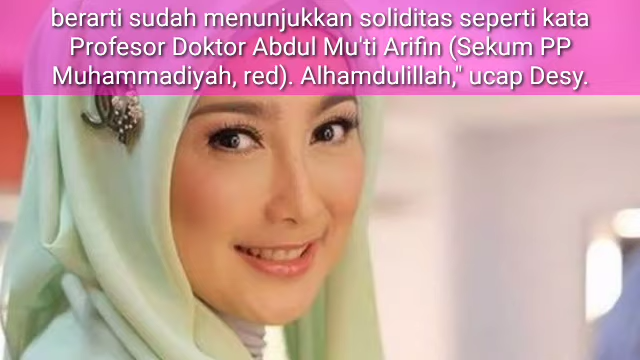 berarti sudah menunjukkan soliditas seperti kata
Profesor Doktor Abdul Mu'ti Arifin (Sekum PP
Muhammadiyah, red). Alhamdulillah," ucap Desy.